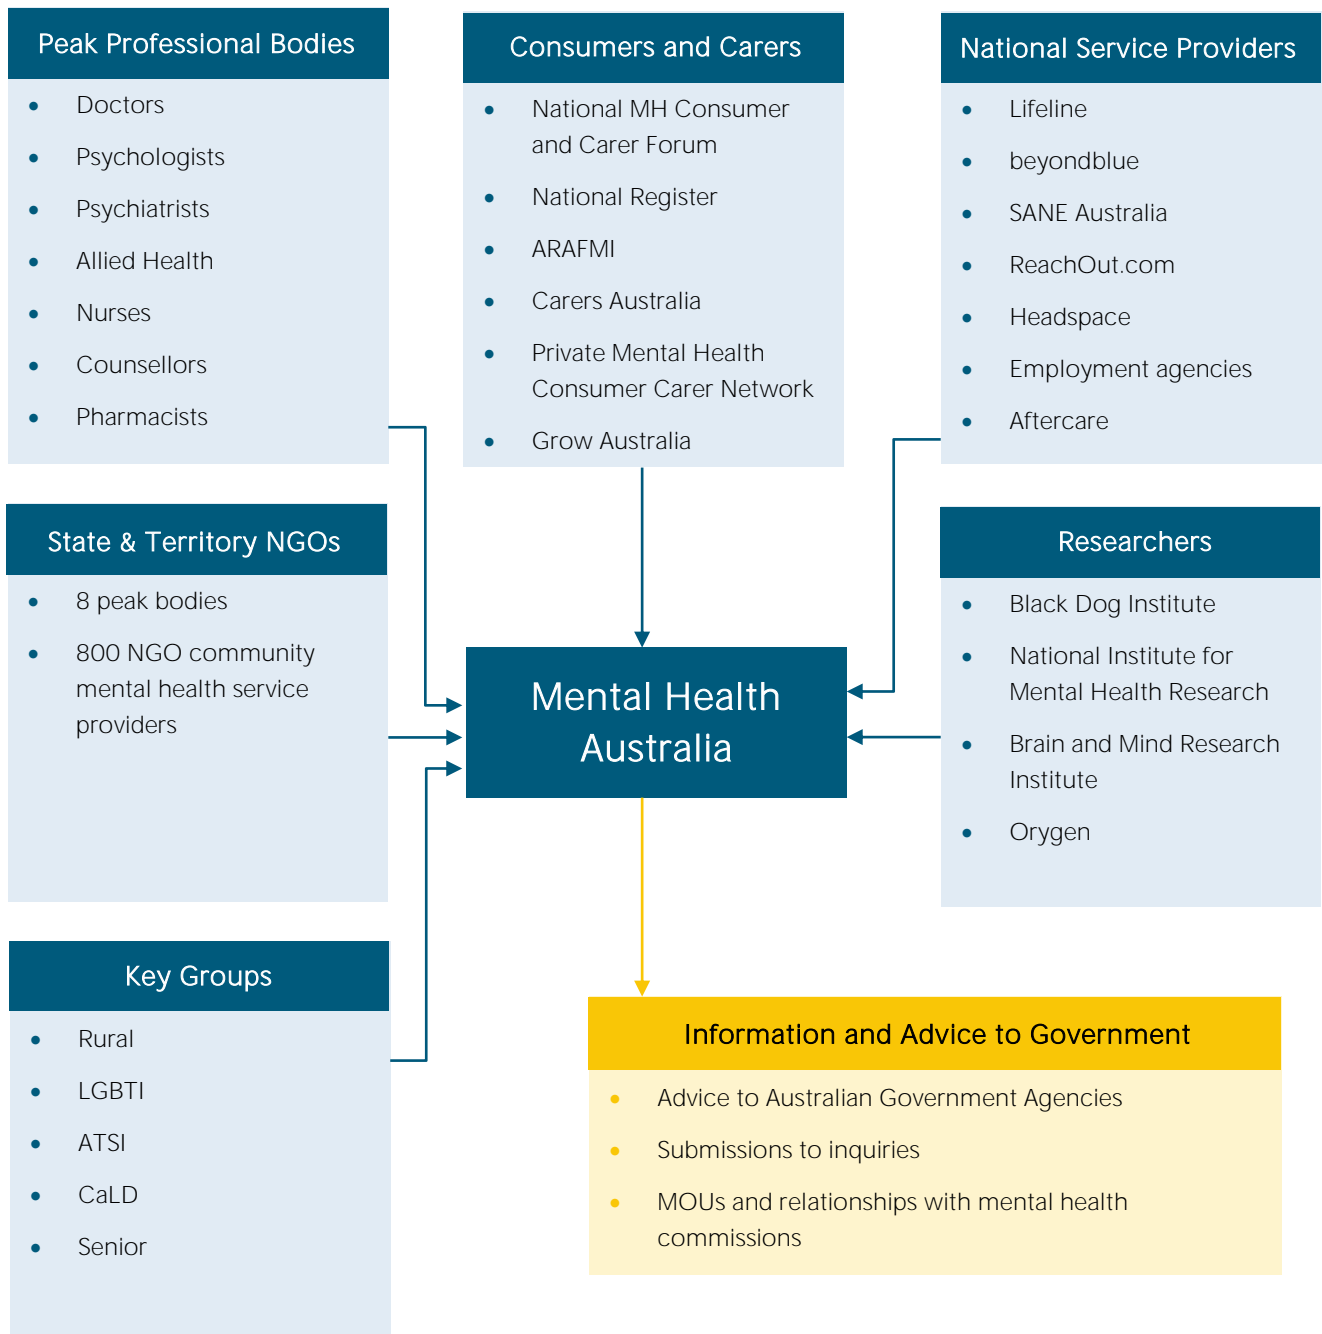 Peak Professional Bodies
Doctors
Psychologists
Psychiatrists
Allied Health
Nurses
Counsellors
Pharmacists
Consumers and Carers
National MH Consumer
and Carer Forum
National Register
ARAFMI
Carers Australia
Private Mental Health
Consumer Carer Network
Grow Australia
National Service Providers
Lifeline
beyondblue
SANE Australia
ReachOut.com
Headspace
Employment agencies
Aftercare
State & Territory NGOs
8 peak bodies
800 NGO community
mental health service
providers
Mental Health
Australia
Researchers
Black Dog Institute
National Institute for
Mental Health Research
Brain and Mind Research
Institute
Orygen
Key Groups
Rural
LGBTI
ATSI
CaLD
Senior
Information and Advice to Government
Advice to Australian Government Agencies
Submissions to inquiries
MOUs and relationships with mental health
commissions